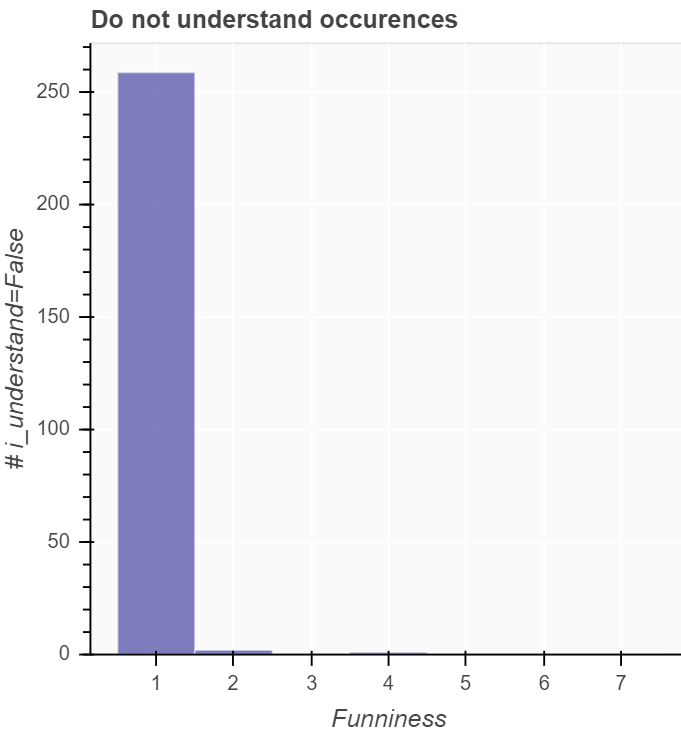 Do not understand occurences
# i_understand=False
250
200
150
100
50
0
1 2 3 4 5 6 7
Funniness